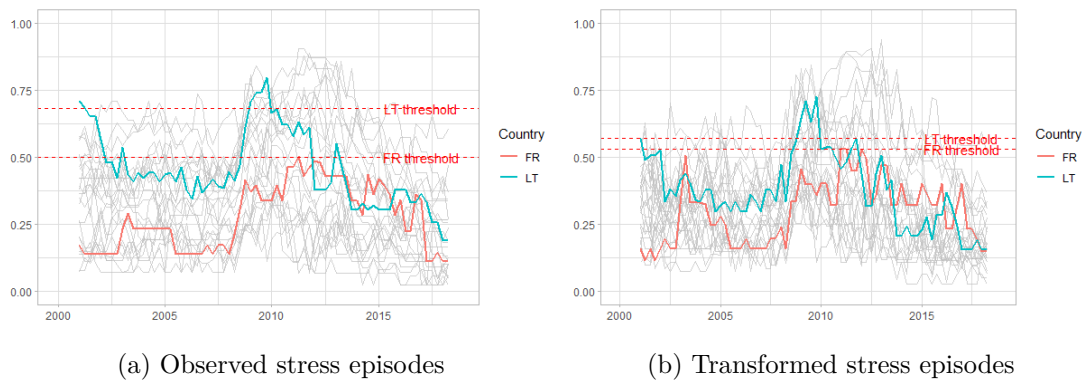 1.00
0.75
0.50
0.25
0.00
LT threshold
FR threshold
2000 2005 2010 2015
Country
FR
LT
(a) Observed stress episodes
1.00
0.75
0.50
0.25
0.00
LT threshold
FR threshold
2000 2005 2010 2015
Country
FR
LT
(b) Transformed stress episodes